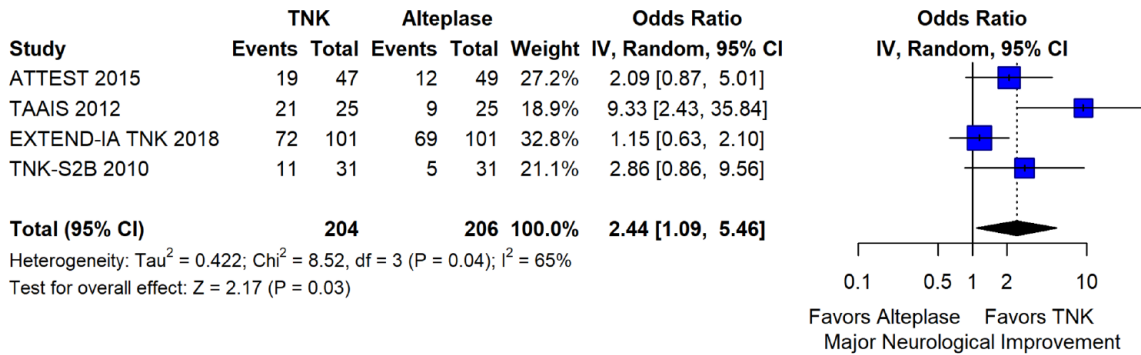 TNK Alteplase Odds Ratio Odds Ratio
Study Events Total Events Total Weight IV, Random, 95% CI IV, Random, 95% CI
ATTEST 2015 19 47 12 49 27.2% 2.09 [0.87, 5.01]
TAAIS 2012 21 25 9 25 18.9% 9.33 [2.43, 35.84]
EXTEND-IA TNK 2018 72 101 69 101 32.8% 1.15 [0.63, 2.10]
TNK-S2B 2010 11 31 5 31 21.1% 2.86 [0.86, 9.56]
Total (95% CI) 204 206 100.0% 2.44 [1.09, 5.46]
Heterogeneity: Tau² = 0.422; Chi² = 8.52, df = 3 (P = 0.04); I² = 65%
Test for overall effect: Z = 2.17 (P = 0.03)
0.1 0.5 1 2 10
Favors Alteplase Favors TNK
Major Neurological Improvement